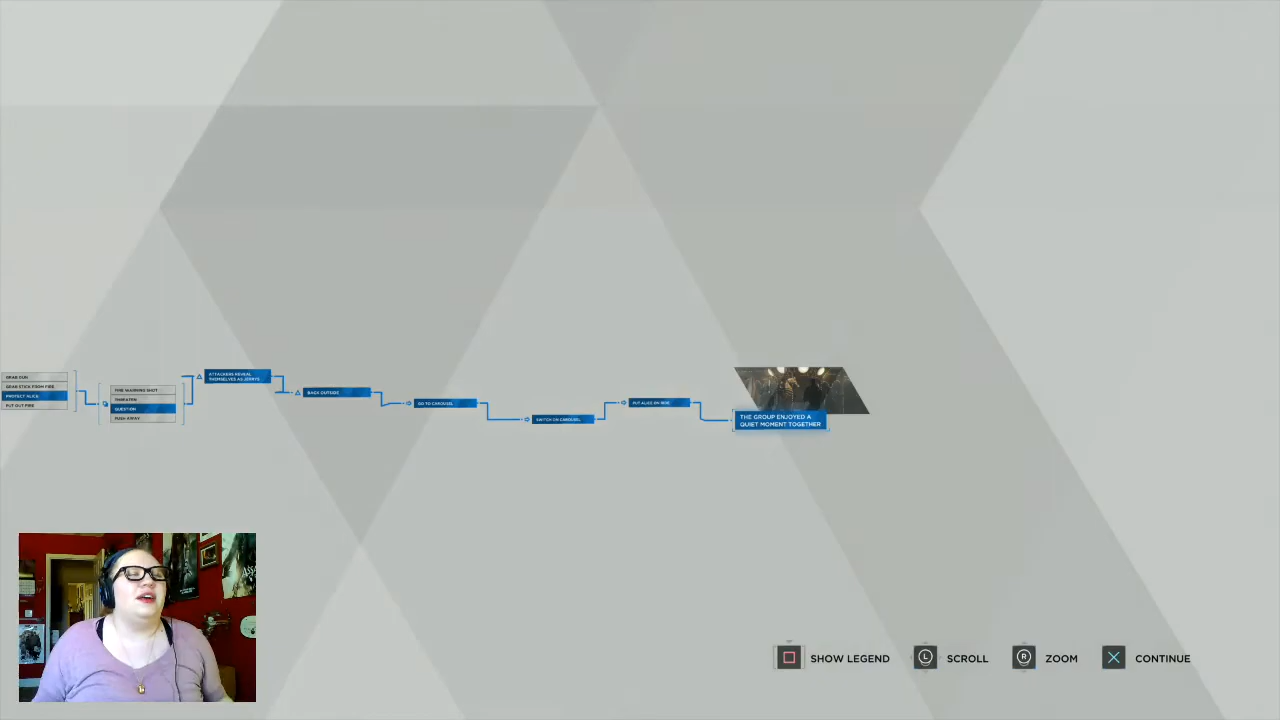 GRAB GUN
GRAB STICK FROM FIRE
PROTECT ALICE
PUT OUT FIRE
FIRE WARNING SHOT
THREATEN
QUESTION
PUSH AWAY
ATTACKERS REVEAL
THEMSELVES AS JERRYS
BACK OUTSIDE
GO TO CAROUSEL
SWITCH ON CAROUSEL
PUT ALICE ON RIDE
THE GROUP ENJOYED A
QUIET MOMENT TOGETHER
SHOW LEGEND
L
SCROLL
R
ZOOM
CONTINUE